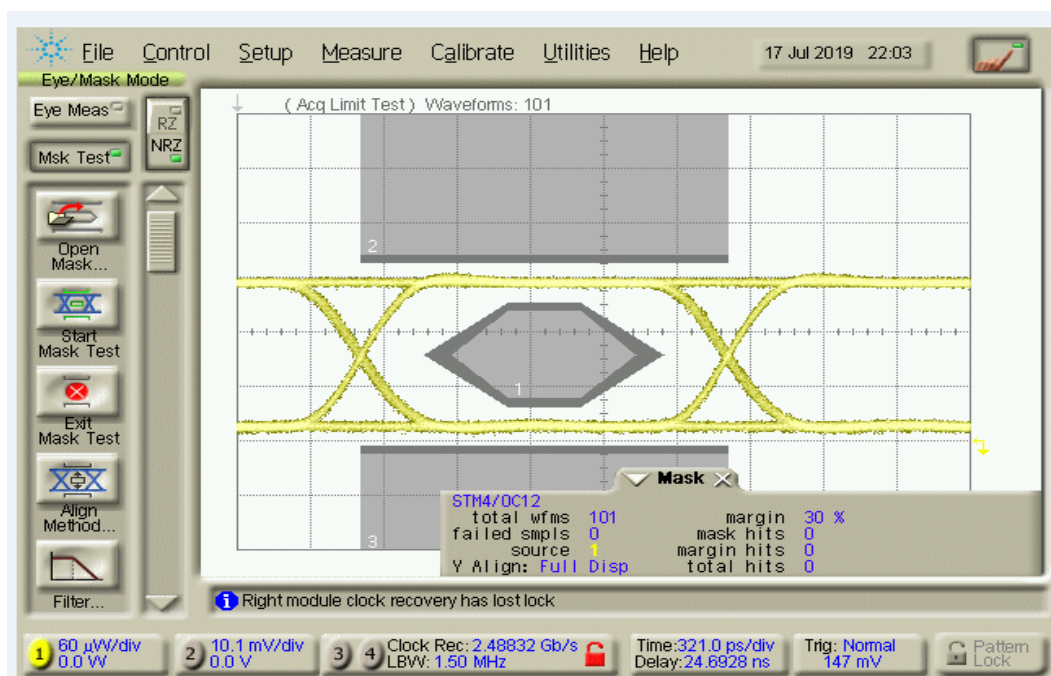 File Control Setup Measure Calibrate Utilities Help 17 Jul 2019 22:03
Eye/Mask Mode
Eye Meas
RZ
NRZ
Msk Test
( Acq Limit Test ) Waveforms: 101
Open
Mask...
Start
Mask Test
Exit
Mask Test
Align
Method...
Filter...
2
1
3
Mask
STM4/OC12
total wfms 101 margin 30 %
failed smpls 0 mask hits 0
source 1 margin hits 0
Y Align: Full Disp total hits 0
Right module clock recovery has lost lock
1 60 µW/div
0.0 W
2 10.1 mV/div
0.0 V
3 4 Clock Rec: 2.48832 Gb/s
LBW: 1.50 MHz
Time:321.0 ps/div
Delay:24.6928 ns
Trig: Normal
147 mV
Pattern
Lock